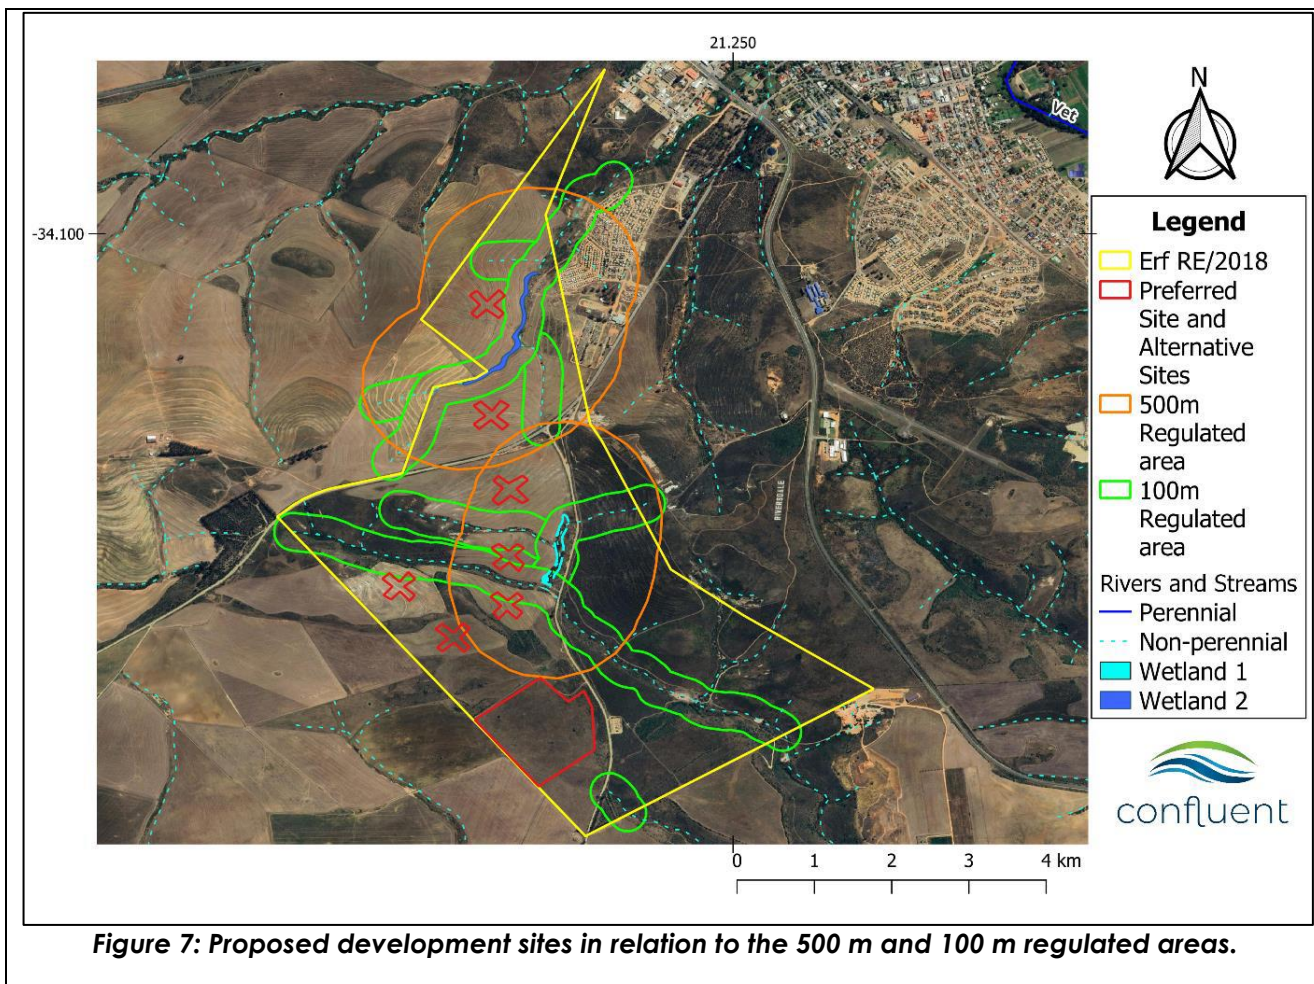 21.250
N
Vet
-34.100
RIVERSDALE
Legend
Erf RE/2018
Preferred
Site and
Alternative
Sites
500m
Regulated
area
100m
Regulated
area
Rivers and Streams
Perennial
Non-perennial
Wetland 1
Wetland 2
confluent
0 1 2 3 4 km
Figure 7: Proposed development sites in relation to the 500 m and 100 m regulated areas.